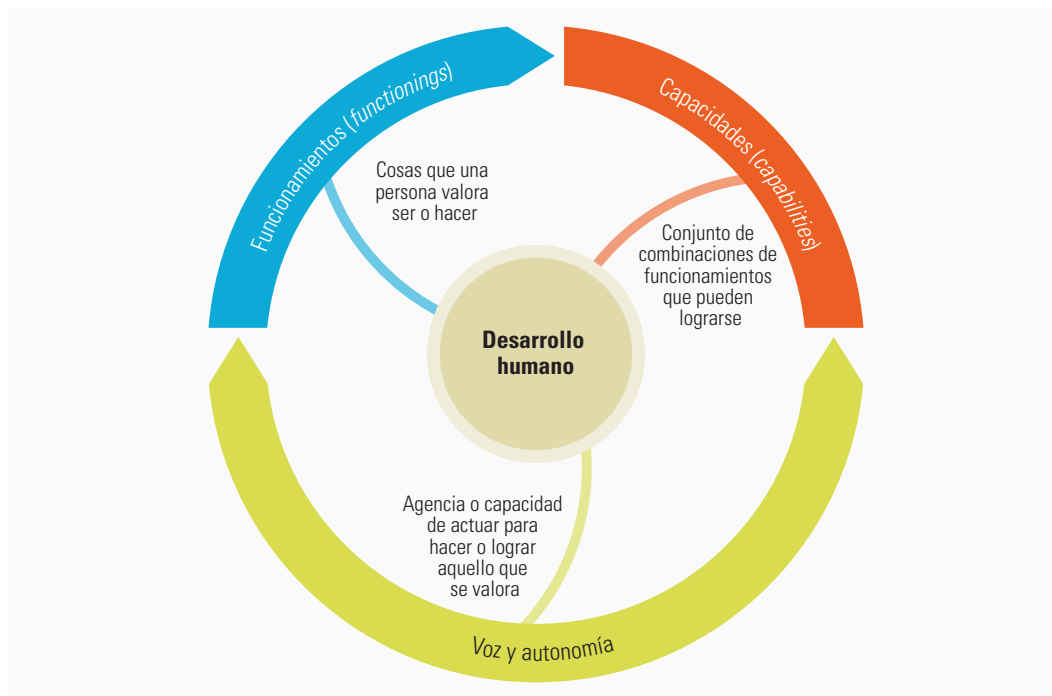 Funcionamientos (functionings)
Cosas que una
persona valora
ser o hacer
Capacidades (capabilities)
Conjunto de
combinaciones de
funcionamientos
que pueden
lograrse
Desarrollo
humano
Agencia o capacidad
de actuar para
hacer o lograr
aquello que
se valora
Voz y autonomía